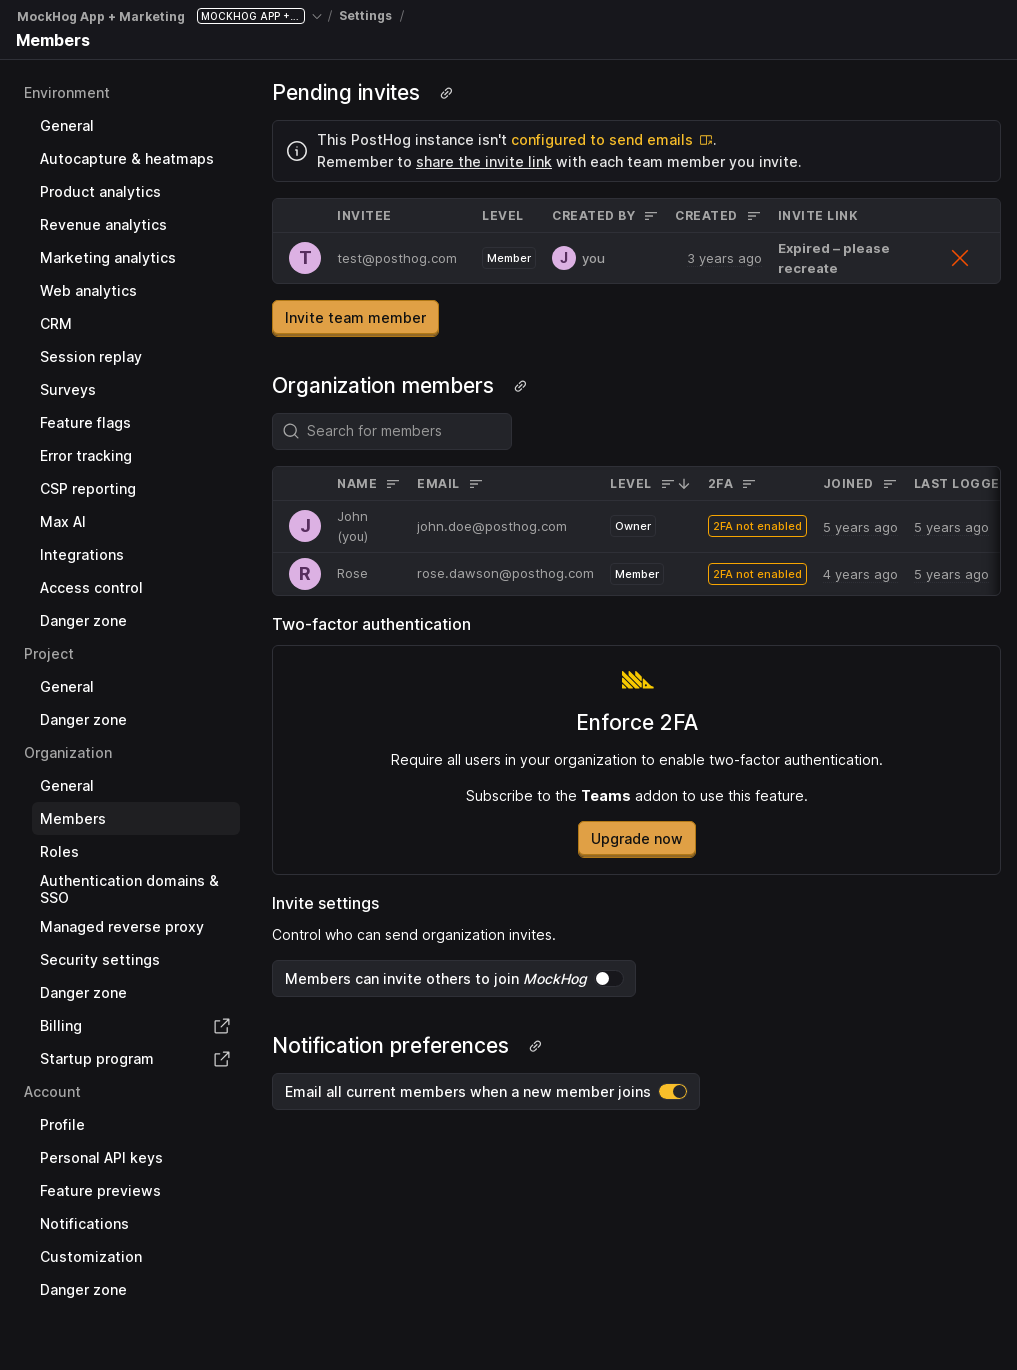 MockHog App + Marketing MOCKHOG APP +... / Settings /
Members
Environment
General
Autocapture & heatmaps
Product analytics
Revenue analytics
Marketing analytics
Web analytics
CRM
Session replay
Surveys
Feature flags
Error tracking
CSP reporting
Max AI
Integrations
Access control
Danger zone
Project
General
Danger zone
Organization
General
Members
Roles
Authentication domains &
SSO
Managed reverse proxy
Security settings
Danger zone
Billing
Startup program
Account
Profile
Personal API keys
Feature previews
Notifications
Customization
Danger zone
Pending invites
This PostHog instance isn't configured to send emails.
Remember to share the invite link with each team member you invite.
INVITEE LEVEL CREATED BY CREATED INVITE LINK
T test@posthog.com Member J you 3 years ago Expired – please
recreate
Invite team member
Organization members
Search for members
NAME EMAIL LEVEL 2FA JOINED LAST LOGGE
J John
(you) john.doe@posthog.com Owner 2FA not enabled 5 years ago 5 years ago
R Rose rose.dawson@posthog.com Member 2FA not enabled 4 years ago 5 years ago
Two-factor authentication
Enforce 2FA
Require all users in your organization to enable two-factor authentication.
Subscribe to the Teams addon to use this feature.
Upgrade now
Invite settings
Control who can send organization invites.
Members can invite others to join MockHog
Notification preferences
Email all current members when a new member joins